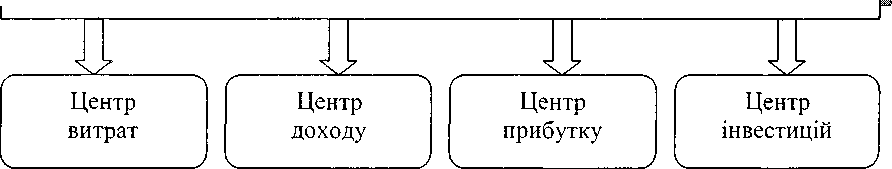 Центр
витрат
Центр
доходу
Центр
прибутку
Центр
інвестицій